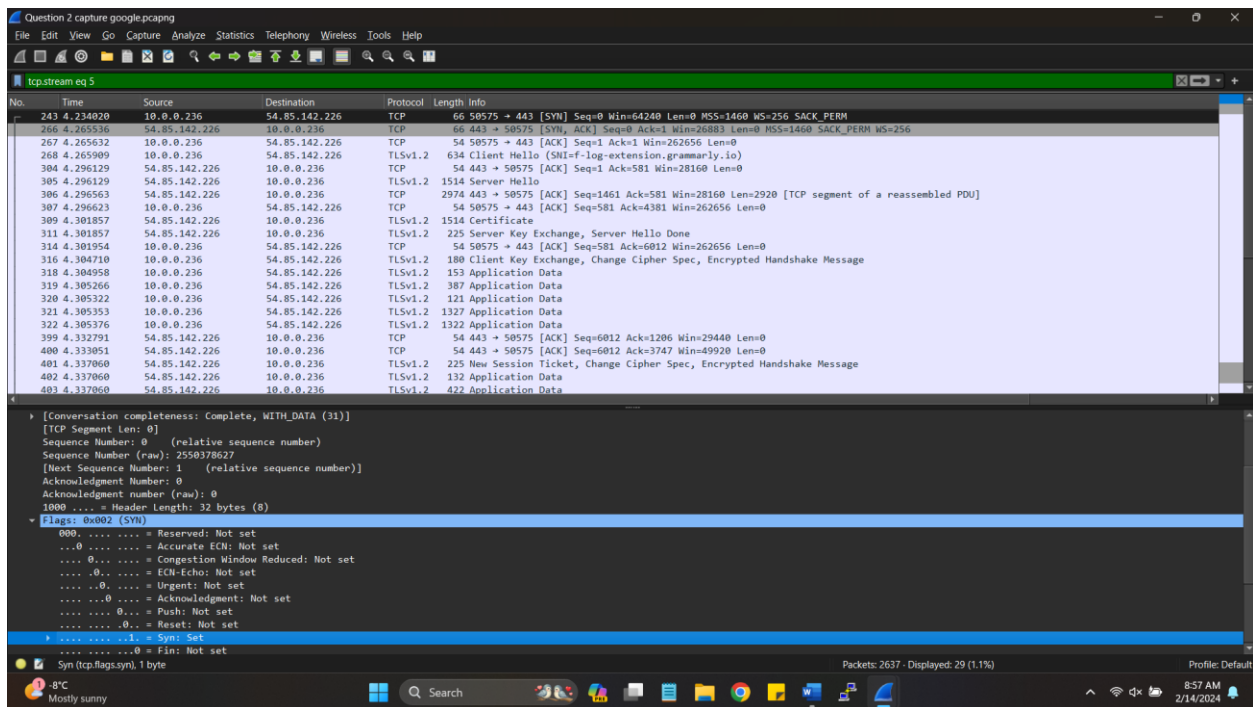 Question 2 capture google.pcapng
File Edit View Go Capture Analyze Statistics Telephony Wireless Tools Help
tcp.stream eq 5
No. Time Source Destination Protocol Length Info
243 4.234020 10.0.0.236 54.85.142.226 TCP 66 50575 → 443 [SYN] Seq=0 Win=64240 Len=0 MSS=1460 WS=256 SACK_PERM
266 4.265536 54.85.142.226 10.0.0.236 TCP 66 443 → 50575 [SYN, ACK] Seq=0 Ack=1 Win=26883 Len=0 MSS=1460 SACK_PERM WS=256
267 4.265632 10.0.0.236 54.85.142.226 TCP 54 50575 → 443 [ACK] Seq=1 Ack=1 Win=262656 Len=0
268 4.265909 10.0.0.236 54.85.142.226 TLSv1.2 634 Client Hello (SNI=f-log-extension.grammarly.io)
304 4.296129 54.85.142.226 10.0.0.236 TCP 54 443 → 50575 [ACK] Seq=1 Ack=581 Win=28160 Len=0
305 4.296129 54.85.142.226 10.0.0.236 TLSv1.2 1514 Server Hello
306 4.296563 54.85.142.226 10.0.0.236 TCP 2974 443 → 50575 [ACK] Seq=1461 Ack=581 Win=28160 Len=2920 [TCP segment of a reassembled PDU]
307 4.296623 10.0.0.236 54.85.142.226 TCP 54 50575 → 443 [ACK] Seq=581 Ack=4381 Win=262656 Len=0
309 4.301857 54.85.142.226 10.0.0.236 TLSv1.2 1514 Certificate
311 4.301857 54.85.142.226 10.0.0.236 TLSv1.2 225 Server Key Exchange, Server Hello Done
314 4.301954 10.0.0.236 54.85.142.226 TCP 54 50575 → 443 [ACK] Seq=581 Ack=6012 Win=262656 Len=0
316 4.304710 10.0.0.236 54.85.142.226 TLSv1.2 180 Client Key Exchange, Change Cipher Spec, Encrypted Handshake Message
318 4.304958 10.0.0.236 54.85.142.226 TLSv1.2 153 Application Data
319 4.305266 10.0.0.236 54.85.142.226 TLSv1.2 387 Application Data
320 4.305322 10.0.0.236 54.85.142.226 TLSv1.2 121 Application Data
321 4.305353 10.0.0.236 54.85.142.226 TLSv1.2 1327 Application Data
322 4.305376 10.0.0.236 54.85.142.226 TLSv1.2 1322 Application Data
399 4.332791 54.85.142.226 10.0.0.236 TCP 54 443 → 50575 [ACK] Seq=6012 Ack=1206 Win=29440 Len=0
400 4.333051 54.85.142.226 10.0.0.236 TCP 54 443 → 50575 [ACK] Seq=6012 Ack=3747 Win=49920 Len=0
401 4.337060 54.85.142.226 10.0.0.236 TLSv1.2 225 New Session Ticket, Change Cipher Spec, Encrypted Handshake Message
402 4.337060 54.85.142.226 10.0.0.236 TLSv1.2 132 Application Data
403 4.337060 54.85.142.226 10.0.0.236 TLSv1.2 422 Application Data
[Conversation completeness: Complete, WITH_DATA (31)]
[TCP Segment Len: 0]
Sequence Number: 0 (relative sequence number)
Sequence Number (raw): 2550378627
[Next Sequence Number: 1 (relative sequence number)]
Acknowledgment Number: 0
Acknowledgment number (raw): 0
1000 .... = Header Length: 32 bytes (8)
Flags: 0x002 (SYN)
000. .... .... = Reserved: Not set
...0 .... .... = Accurate ECN: Not set
.... 0... .... = Congestion Window Reduced: Not set
.... .0.. .... = ECN-Echo: Not set
.... ..0. .... = Urgent: Not set
.... ...0 .... = Acknowledgment: Not set
.... .... 0... = Push: Not set
.... .... .0.. = Reset: Not set
.... .... ..1. = Syn: Set
.... .... ...0 = Fin: Not set
Syn (tcp.flags.syn), 1 byte Packets: 2637 · Displayed: 29 (1.1%) Profile: Default
1 -8°C
Mostly sunny
Search
8:57 AM
2/14/2024